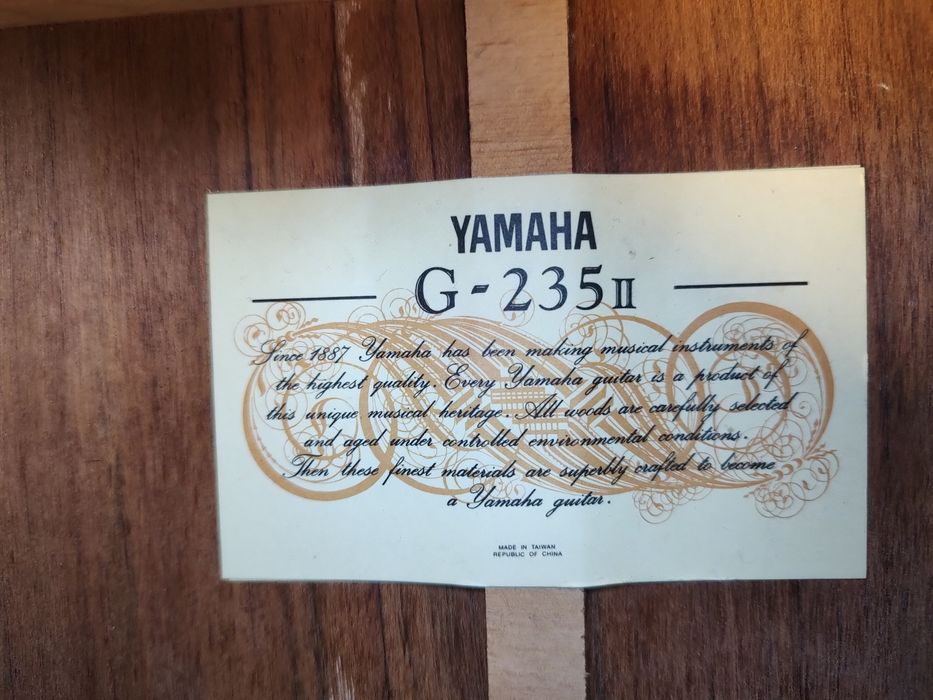 YAMAHA
G-235II
Since 1887 Yamaha has been making musical instruments of
the highest quality. Every Yamaha guitar is a product of
this unique musical heritage. All woods are carefully selected
and aged under controlled environmental conditions.
Then these finest materials are superbly crafted to become
a Yamaha guitar.
MADE IN TAIWAN
REPUBLIC OF CHINA